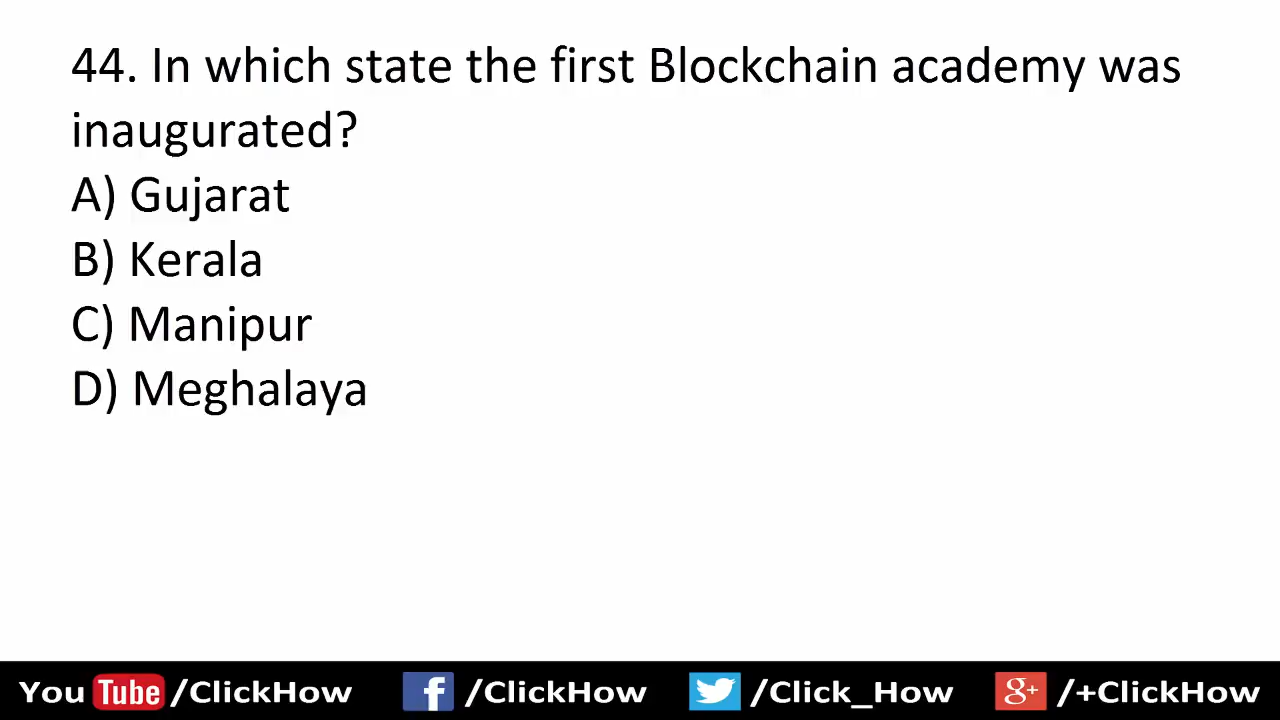 44. In which state the first Blockchain academy was
inaugurated?
A) Gujarat
B) Kerala
C) Manipur
D) Meghalaya
You Tube /ClickHow f /ClickHow /Click_How g+ /+ClickHow